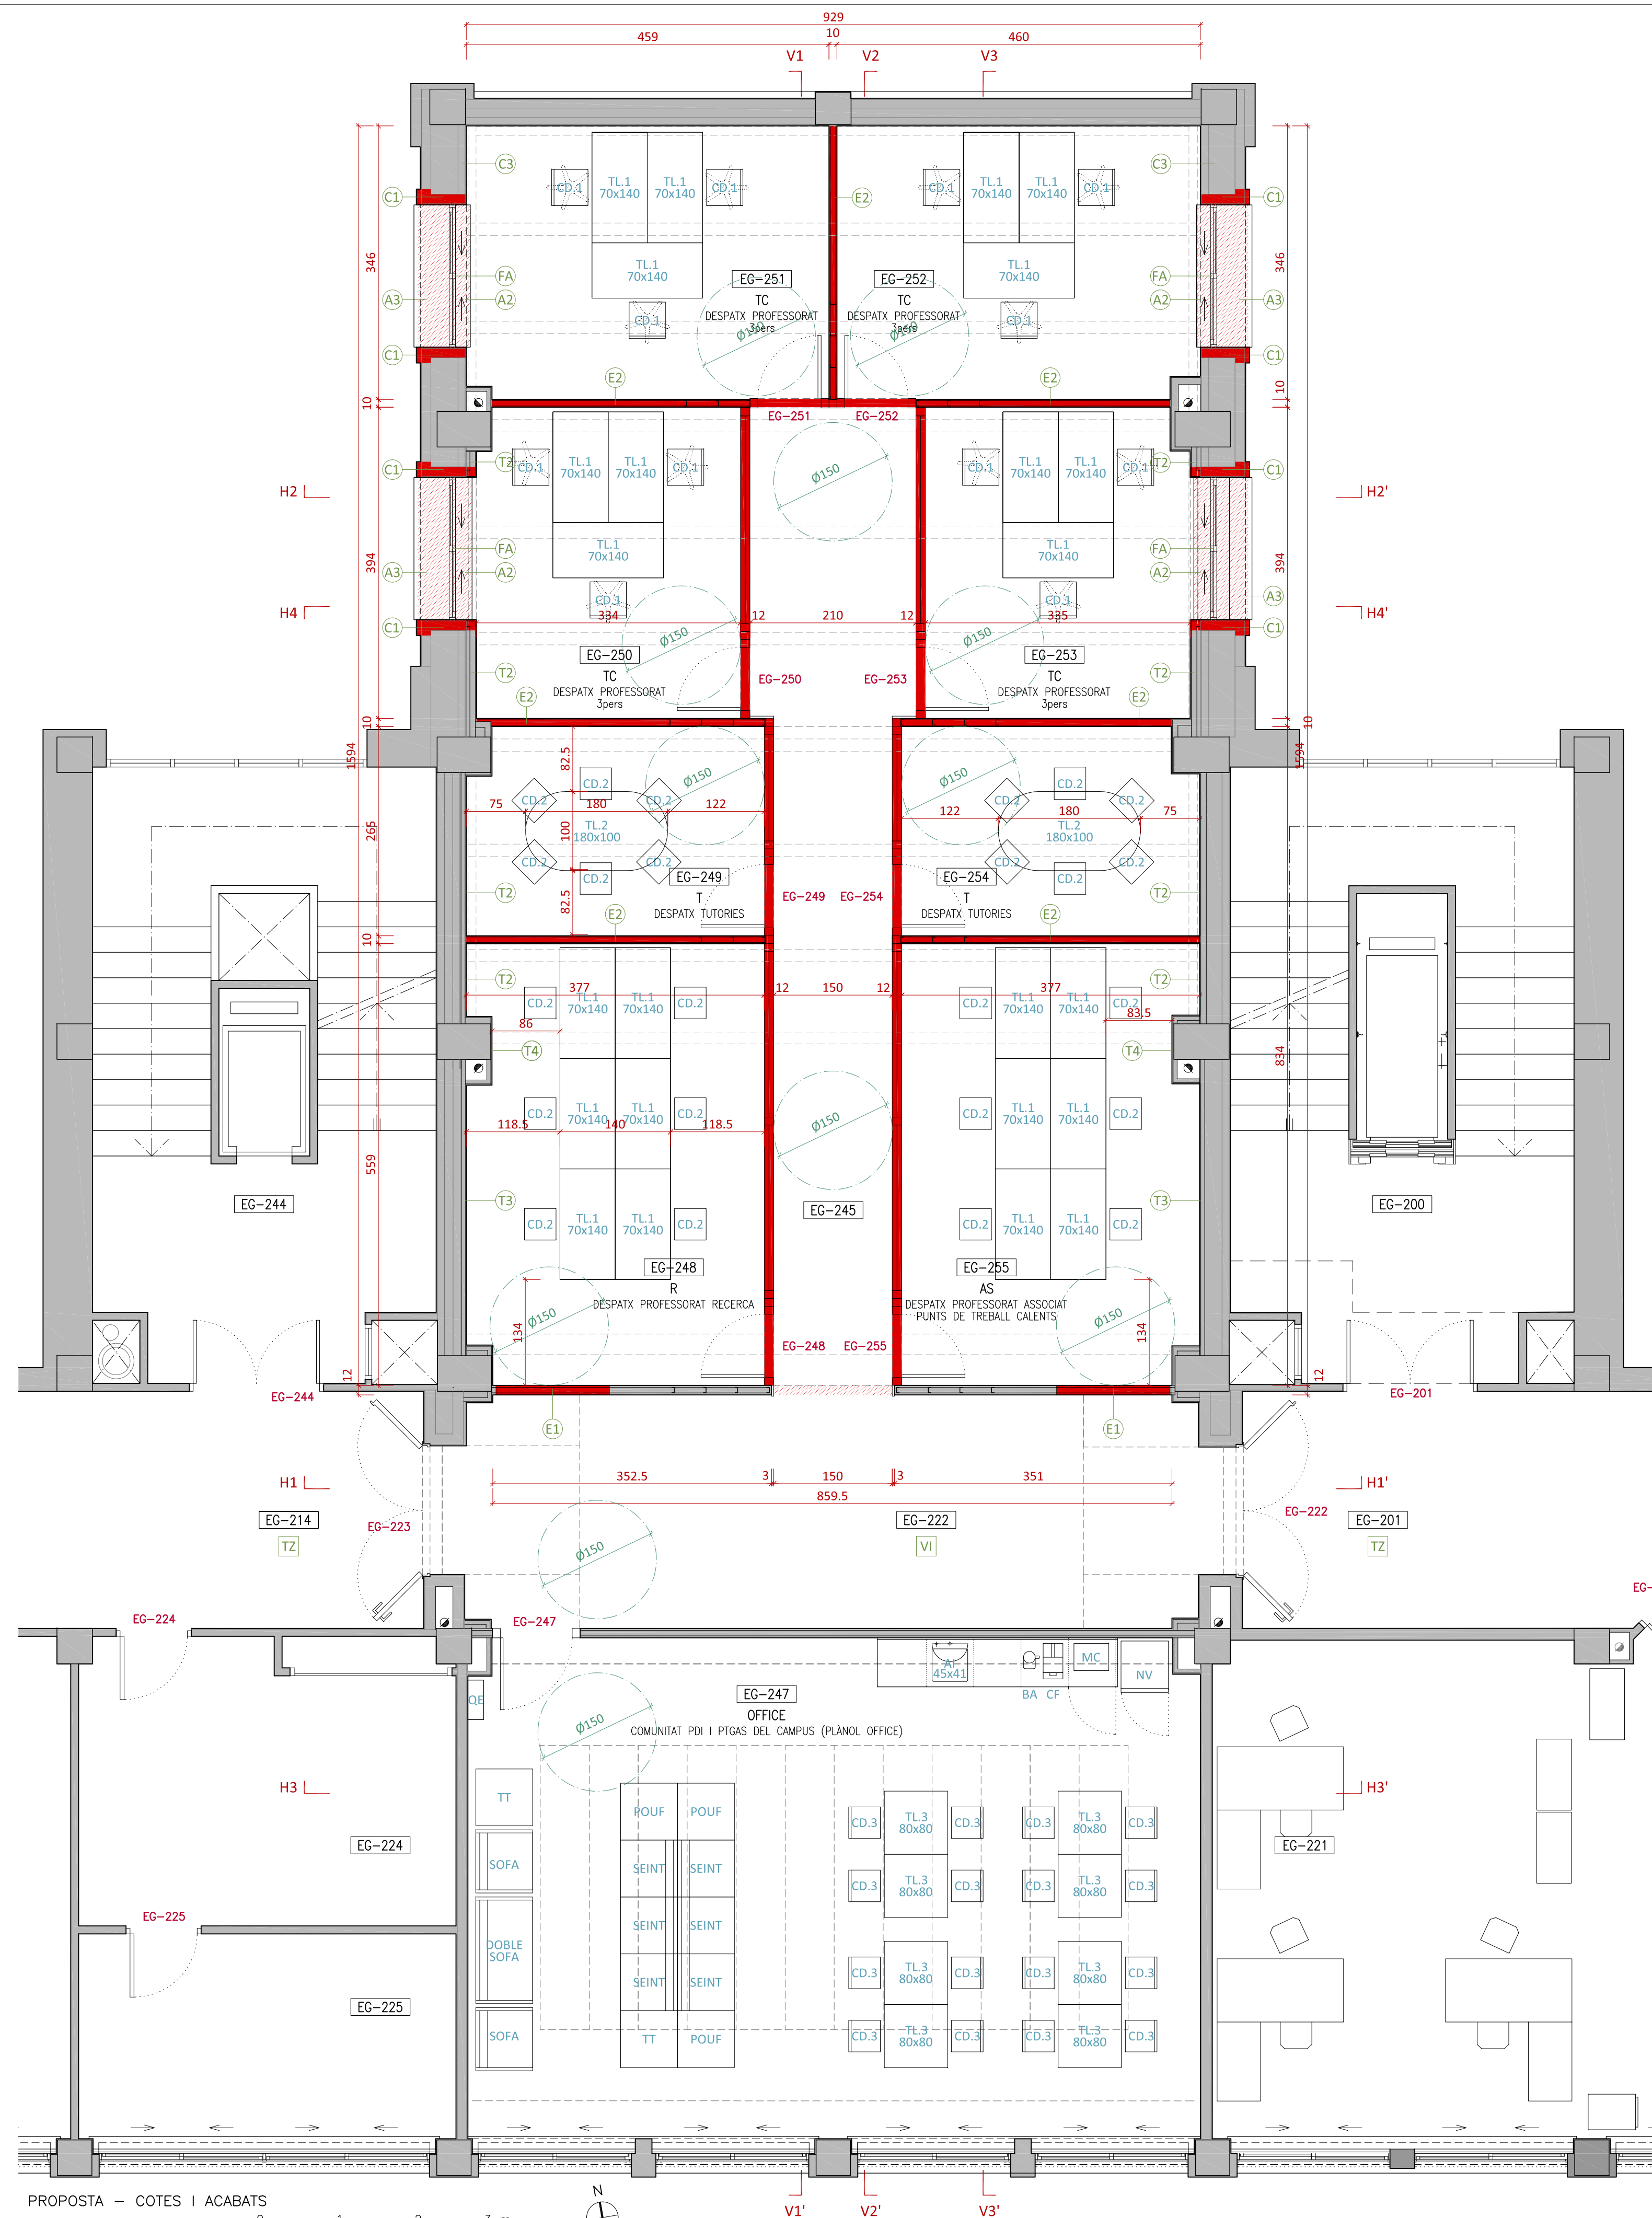 929
459 10 460
V1 V2 V3
C3 C3
TL.1 70x140 TL.1 70x140 TL.1 70x140 TL.1 70x140
CD.1 CD.1 CD.1 CD.1
C1 E2 C1
346 346
TL.1 70x140 TL.1 70x140
FA EG-251 EG-252 FA
A3 A2 TC TC A2 A3
DESPATX PROFESSORAT DESPATX PROFESSORAT
3pers 3pers
CD.1 Ø150 Ø150 CD.1
C1 C1
E2 E2
10 10
EG-251 EG-252
TL.1 70x140 TL.1 70x140 TL.1 70x140 TL.1 70x140
C1 T2 CD.1 CD.1 Ø150 CD.1 CD.1 T2 C1
H2 H2'
TL.1 70x140 TL.1 70x140
FA FA
394 394
A3 A2 A2 A3
CD.1 CD.1
H4 334 12 210 12 335 H4'
C1 C1
Ø150 Ø150
EG-250 EG-253
T2 TC EG-250 EG-253 TC T2
DESPATX PROFESSORAT DESPATX PROFESSORAT
3pers 3pers
E2 E2
10 10
1594 1594
82.5 Ø150 Ø150
CD.2 CD.2 CD.2 CD.2 CD.2 CD.2
75 180 122 122 180 75
265 100 TL.2 180x100 TL.2 180x100
CD.2 CD.2 CD.2 CD.2 CD.2 CD.2
EG-249 EG-254
T2 82.5 T EG-249 EG-254 T T2
DESPATX TUTORIES DESPATX TUTORIES
E2 E2
10
T2 T2
377 12 150 12 377
CD.2 TL.1 70x140 TL.1 70x140 CD.2 CD.2 TL.1 70x140 TL.1 70x140 CD.2
86 83.5
T4 T4
834
CD.2 TL.1 70x140 TL.1 70x140 CD.2 CD.2 TL.1 70x140 TL.1 70x140 CD.2
118.5 140 118.5 Ø150
559
EG-244 T3 EG-245 T3 EG-200
CD.2 TL.1 70x140 TL.1 70x140 CD.2 CD.2 TL.1 70x140 TL.1 70x140 CD.2
EG-248 EG-255
R AS
DESPATX PROFESSORAT RECERCA DESPATX PROFESSORAT ASSOCIAT
PUNTS DE TREBALL CALENTS
Ø150 134 134 Ø150
EG-248 EG-255
12 12
EG-244 EG-201
E1 E1
H1 352.5 3 150 3 351 H1'
859.5
EG-214 EG-223 EG-222 EG-222 EG-201
TZ Ø150 VI TZ
EG-
EG-224 EG-247
AI 45x41 MC NV
QE EG-247 BA CF
OFFICE
COMUNITAT PDI I PTGAS DEL CAMPUS (PLÀNOL OFFICE)
Ø150
H3 H3'
TT POUF POUF
CD.3 TL.3 80x80 CD.3 CD.3 TL.3 80x80 CD.3
EG-224 EG-221
SOFA SEINT SEINT
CD.3 TL.3 80x80 CD.3 CD.3 TL.3 80x80 CD.3
EG-225
DOBLE SOFA SEINT SEINT
CD.3 TL.3 80x80 CD.3 CD.3 TL.3 80x80 CD.3
SEINT SEINT
EG-225
SOFA TT POUF
CD.3 TL.3 80x80 CD.3 CD.3 TL.3 80x80 CD.3
PROPOSTA – COTES I ACABATS
N
V1' V2' V3'